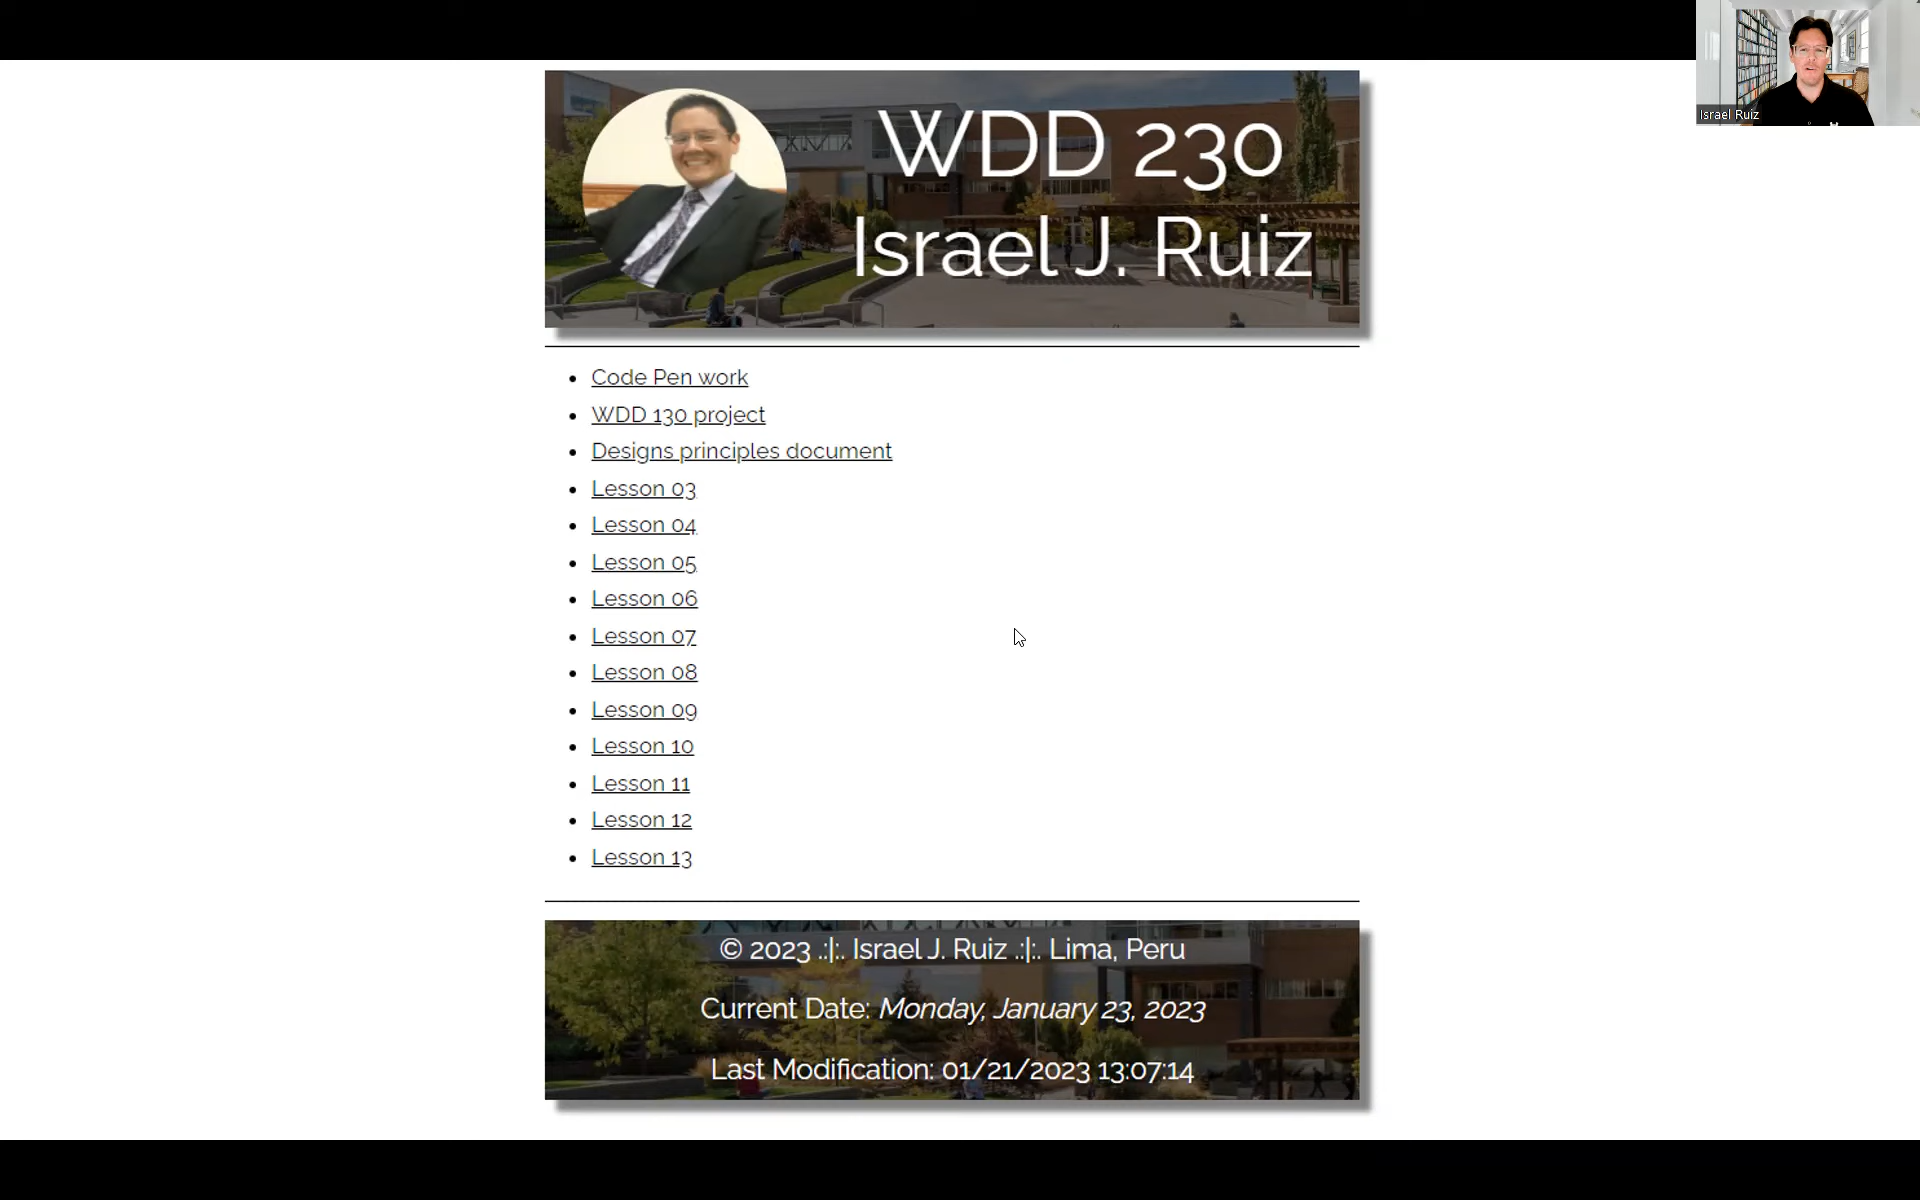 Israel Ruiz
WDD 230
Israel J. Ruiz
Code Pen work
WDD 130 project
Designs principles document
Lesson 03
Lesson 04
Lesson 05
Lesson 06
Lesson 07
Lesson 08
Lesson 09
Lesson 10
Lesson 11
Lesson 12
Lesson 13
© 2023 .:|:. Israel J. Ruiz .:|:. Lima, Peru
Current Date: Monday, January 23, 2023
Last Modification: 01/21/2023 13:07:14